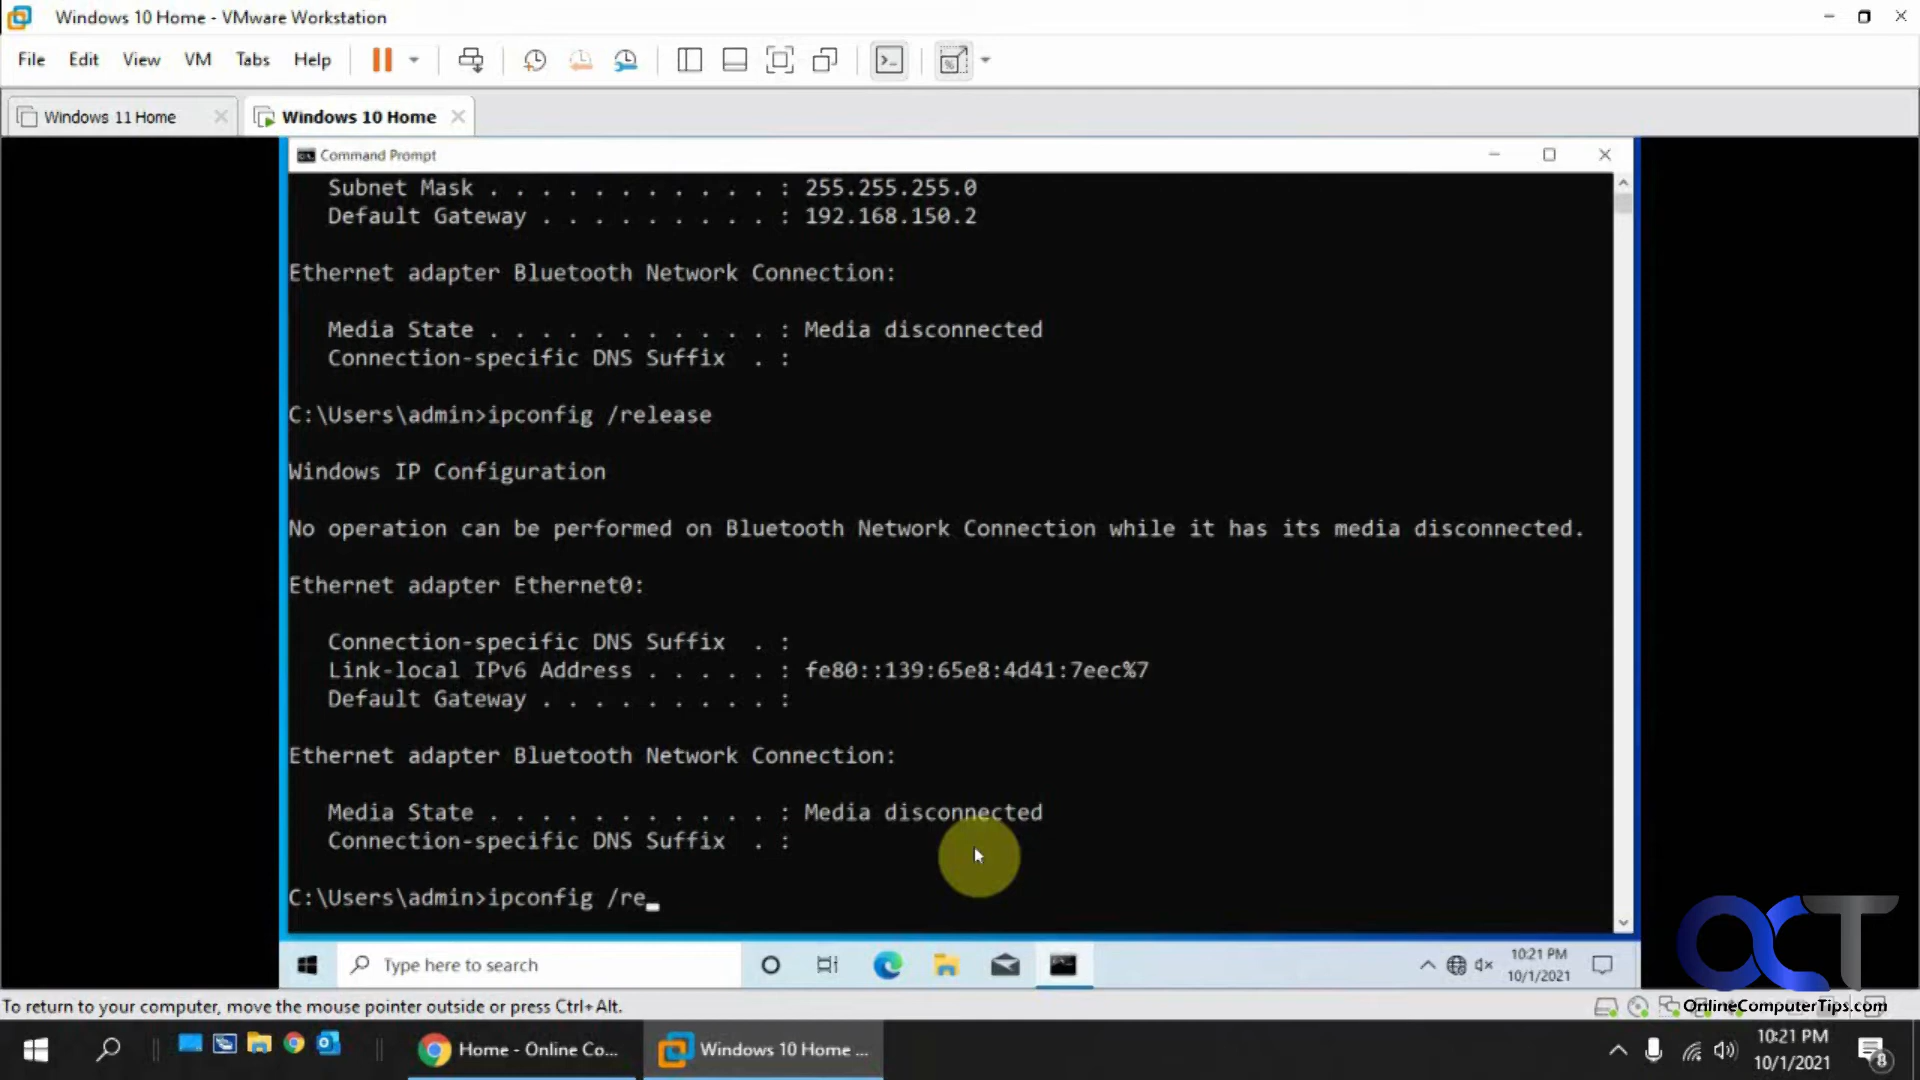 Windows 10 Home - VMware Workstation
File Edit View VM Tabs Help
Windows 11 Home
Windows 10 Home
Command Prompt
Subnet Mask . . . . . . . . . . . : 255.255.255.0
Default Gateway . . . . . . . . . : 192.168.150.2
Ethernet adapter Bluetooth Network Connection:
Media State . . . . . . . . . . . : Media disconnected
Connection-specific DNS Suffix . :
C:\Users\admin>ipconfig /release
Windows IP Configuration
No operation can be performed on Bluetooth Network Connection while it has its media disconnected.
Ethernet adapter Ethernet0:
Connection-specific DNS Suffix . :
Link-local IPv6 Address . . . . . : fe80::139:65e8:4d41:7eec%7
Default Gateway . . . . . . . . . :
Ethernet adapter Bluetooth Network Connection:
Media State . . . . . . . . . . . : Media disconnected
Connection-specific DNS Suffix . :
C:\Users\admin>ipconfig /re_
Type here to search
10:21 PM
10/1/2021
OCT
OnlineComputerTips.com
To return to your computer, move the mouse pointer outside or press Ctrl+Alt.
Home - Online Co...
Windows 10 Home ...
10:21 PM
10/1/2021
8